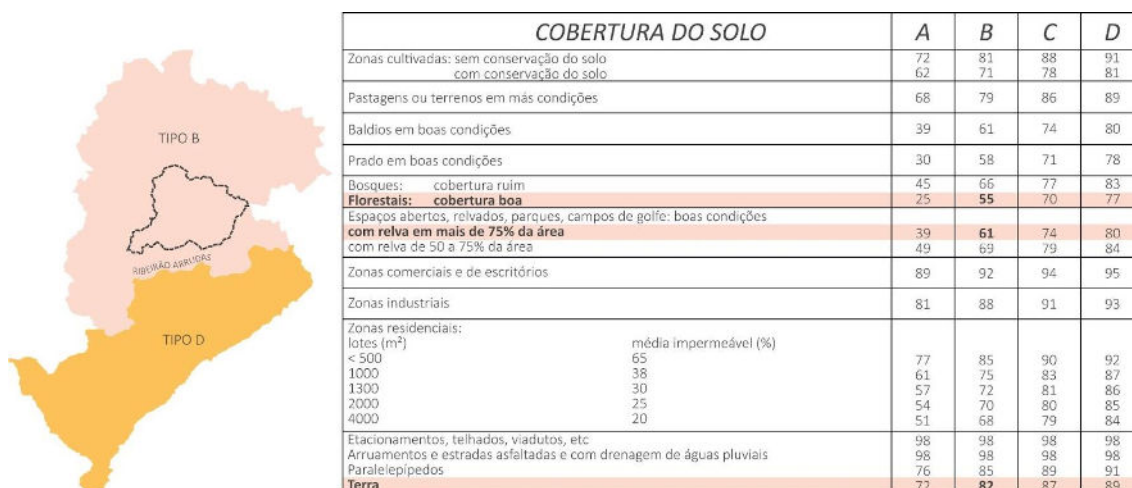 TIPO B
RIBEIRÃO ARRUDAS
TIPO D
COBERTURA DO SOLO A B C D
Zonas cultivadas: sem conservação do solo 72 81 88 91
com conservação do solo 62 71 78 81
Pastagens ou terrenos em más condições 68 79 86 89
Baldios em boas condições 39 61 74 80
Prado em boas condições 30 58 71 78
Bosques: cobertura ruim 45 66 77 83
Florestais: cobertura boa 25 55 70 77
Espaços abertos, relvados, parques, campos de golfe: boas condições
com relva em mais de 75% da área 39 61 74 80
com relva de 50 a 75% da área 49 69 79 84
Zonas comerciais e de escritórios 89 92 94 95
Zonas industriais 81 88 91 93
Zonas residenciais:
lotes (m²) média impermeável (%)
< 500 65 77 85 90 92
1000 38 61 75 83 87
1300 30 57 72 81 86
2000 25 54 70 80 85
4000 20 51 68 79 84
Etacionamentos, telhados, viadutos, etc 98 98 98 98
Arruamentos e estradas asfaltadas e com drenagem de águas pluviais 98 98 98 98
Paralelepípedos 76 85 89 91
Terra 72 82 87 89